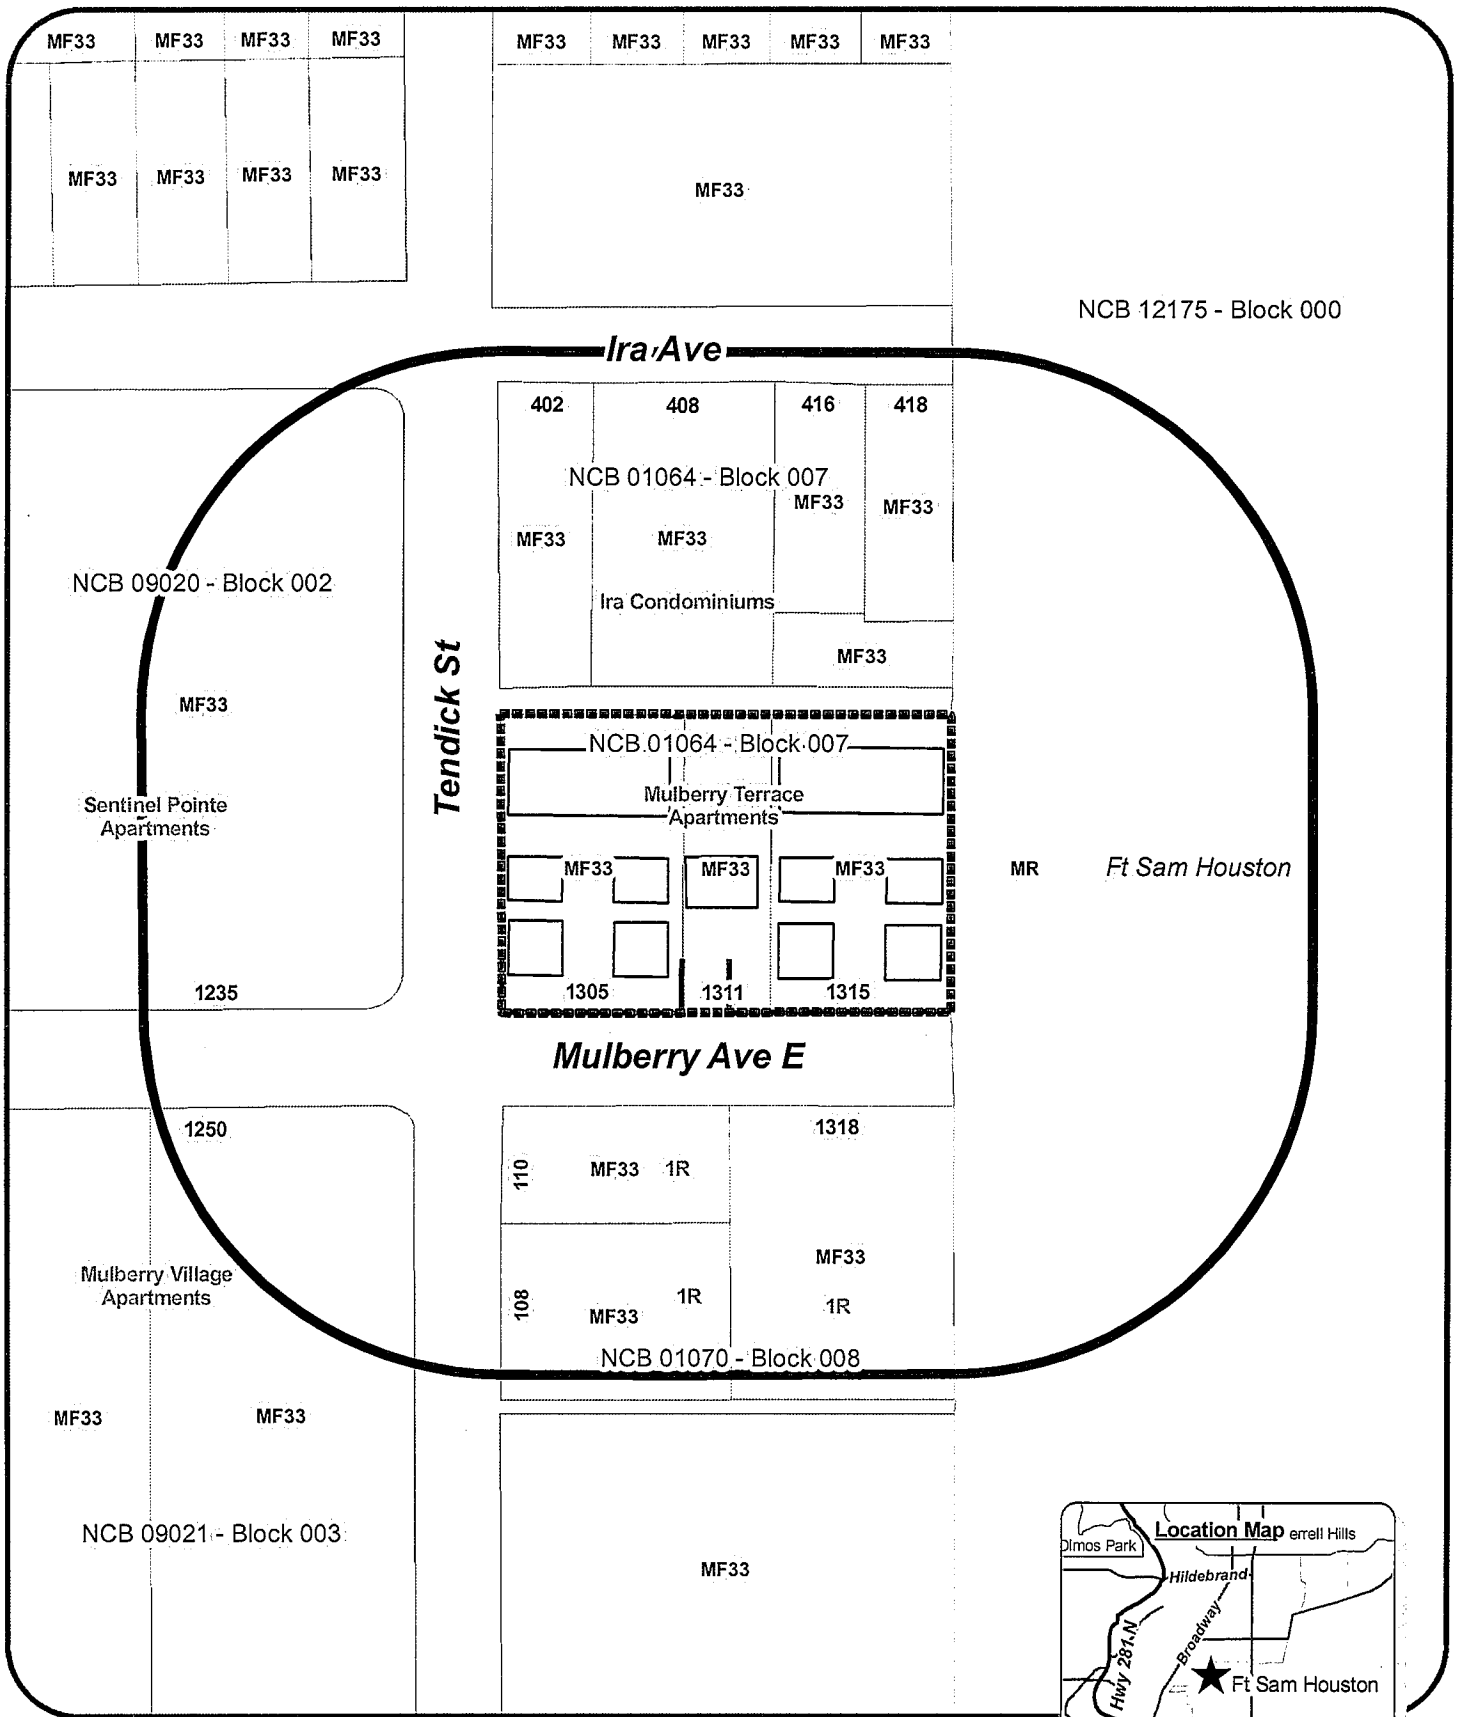 MF33 MF33 MF33 MF33 MF33 MF33 MF33 MF33 MF33
MF33 MF33 MF33 MF33 MF33
NCB 12175 - Block 000
Ira Ave
402 408 416 418
NCB 01064 - Block 007
MF33 MF33
MF33 MF33
NCB 09020 - Block 002
Ira Condominiums
MF33
Tendick St
MF33
NCB 01064 - Block 007
Sentinel Pointe
Apartments
Mulberry Terrace
Apartments
MF33 MF33 MF33 MR Ft Sam Houston
1235 1305 1311 1315
Mulberry Ave E
1250 1318
110 MF33 1R
MF33
Mulberry Village
Apartments
108 MF33 1R 1R
NCB 01070 - Block 008
MF33 MF33
NCB 09021 - Block 003
MF33
Location Map
errell Hills
Olmos Park
Hildebrand
Broadway
Hwy 281 N
Ft Sam Houston